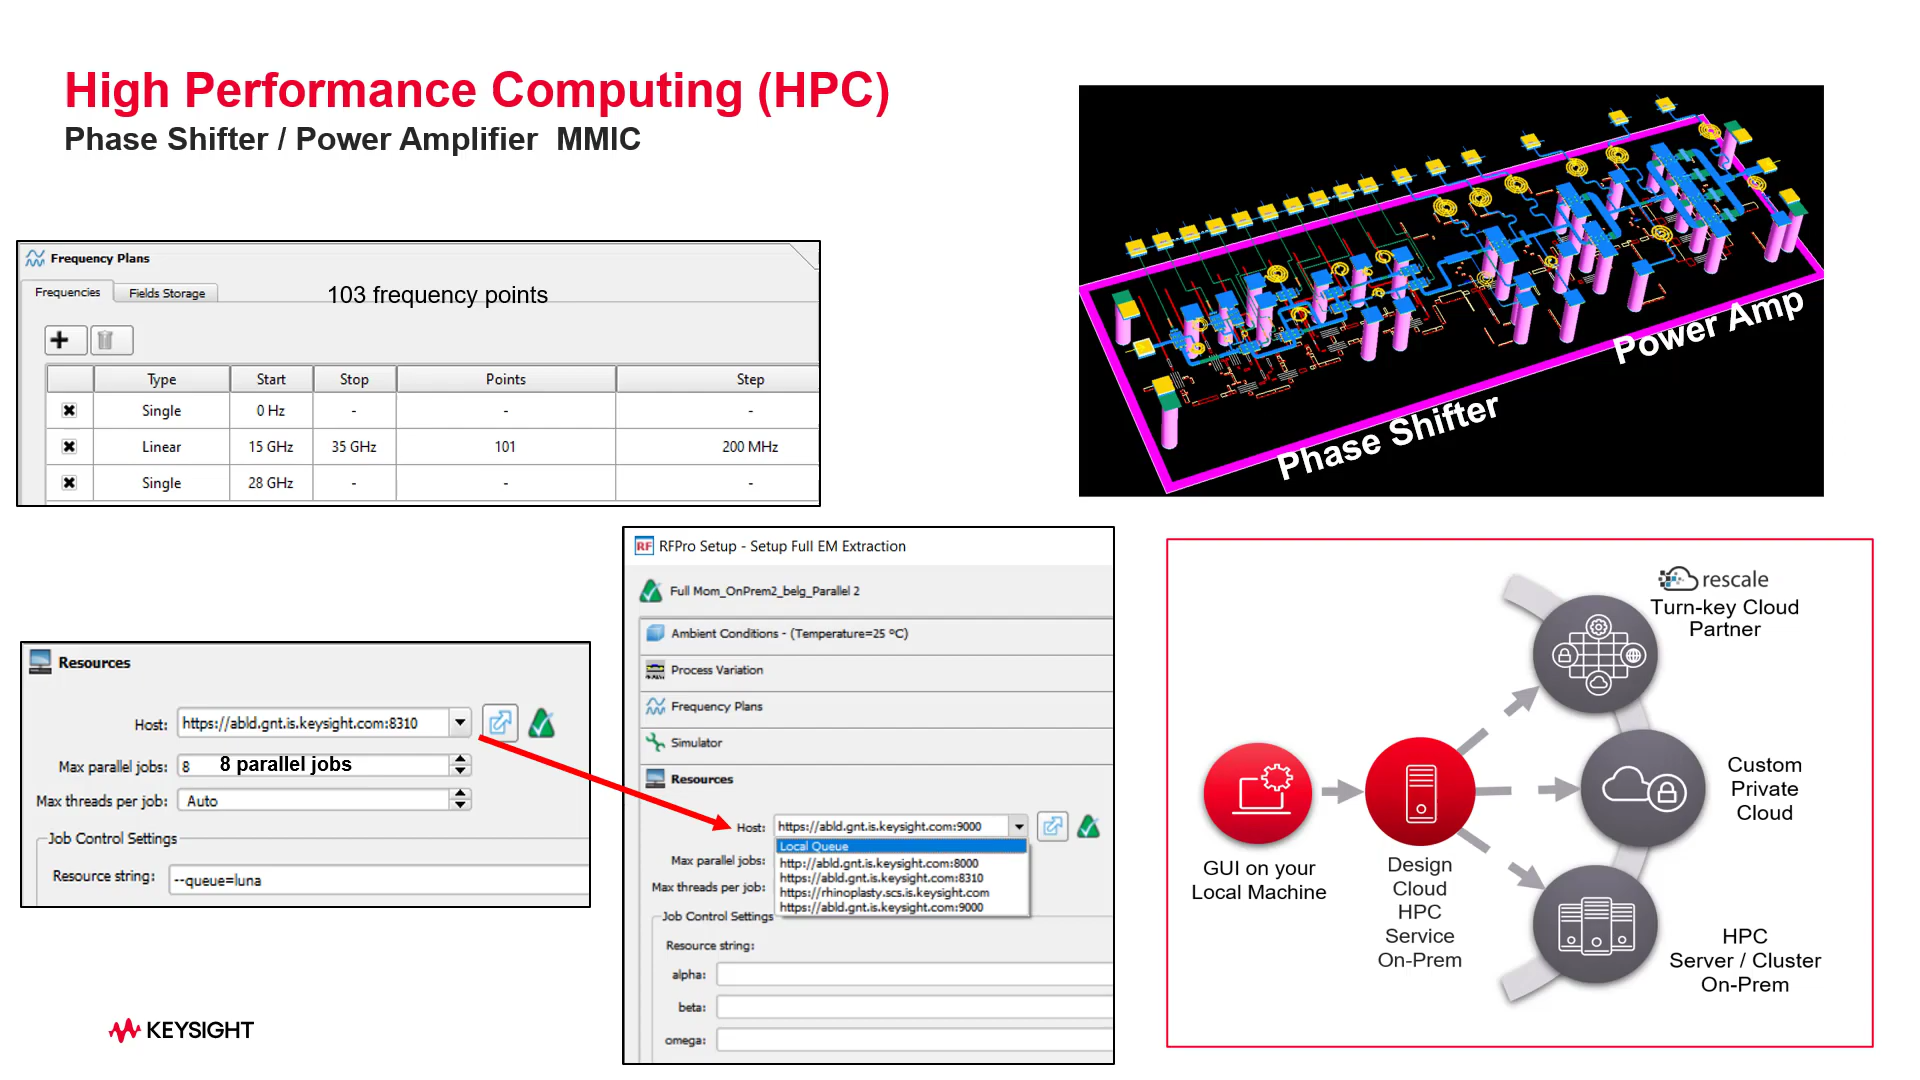 High Performance Computing (HPC)
Phase Shifter / Power Amplifier MMIC
Frequency Plans
Frequencies
Fields Storage
103 frequency points
Type Start Stop Points Step
Single 0 Hz - - -
Linear 15 GHz 35 GHz 101 200 MHz
Single 28 GHz - - -
Power Amp
Phase Shifter
Resources
Host: https://abld.gnt.is.keysight.com:8310
Max parallel jobs: 8 8 parallel jobs
Max threads per job: Auto
Job Control Settings
Resource string: --queue=luna
RF RFPro Setup - Setup Full EM Extraction
Full Mom_OnPrem2_belg_Parallel 2
Ambient Conditions - (Temperature=25 ºC)
Process Variation
Frequency Plans
Simulator
Resources
Host: https://abld.gnt.is.keysight.com:9000
Local Queue
Max parallel jobs: http://abld.gnt.is.keysight.com:8000
https://abld.gnt.is.keysight.com:8310
Max threads per job: https://rhinoplasty.scs.is.keysight.com
https://abld.gnt.is.keysight.com:9000
Job Control Settings
Resource string:
alpha:
beta:
omega:
rescale
Turn-key Cloud
Partner
Custom
Private
Cloud
GUI on your
Local Machine
Design
Cloud
HPC
Service
On-Prem
HPC
Server / Cluster
On-Prem
KEYSIGHT